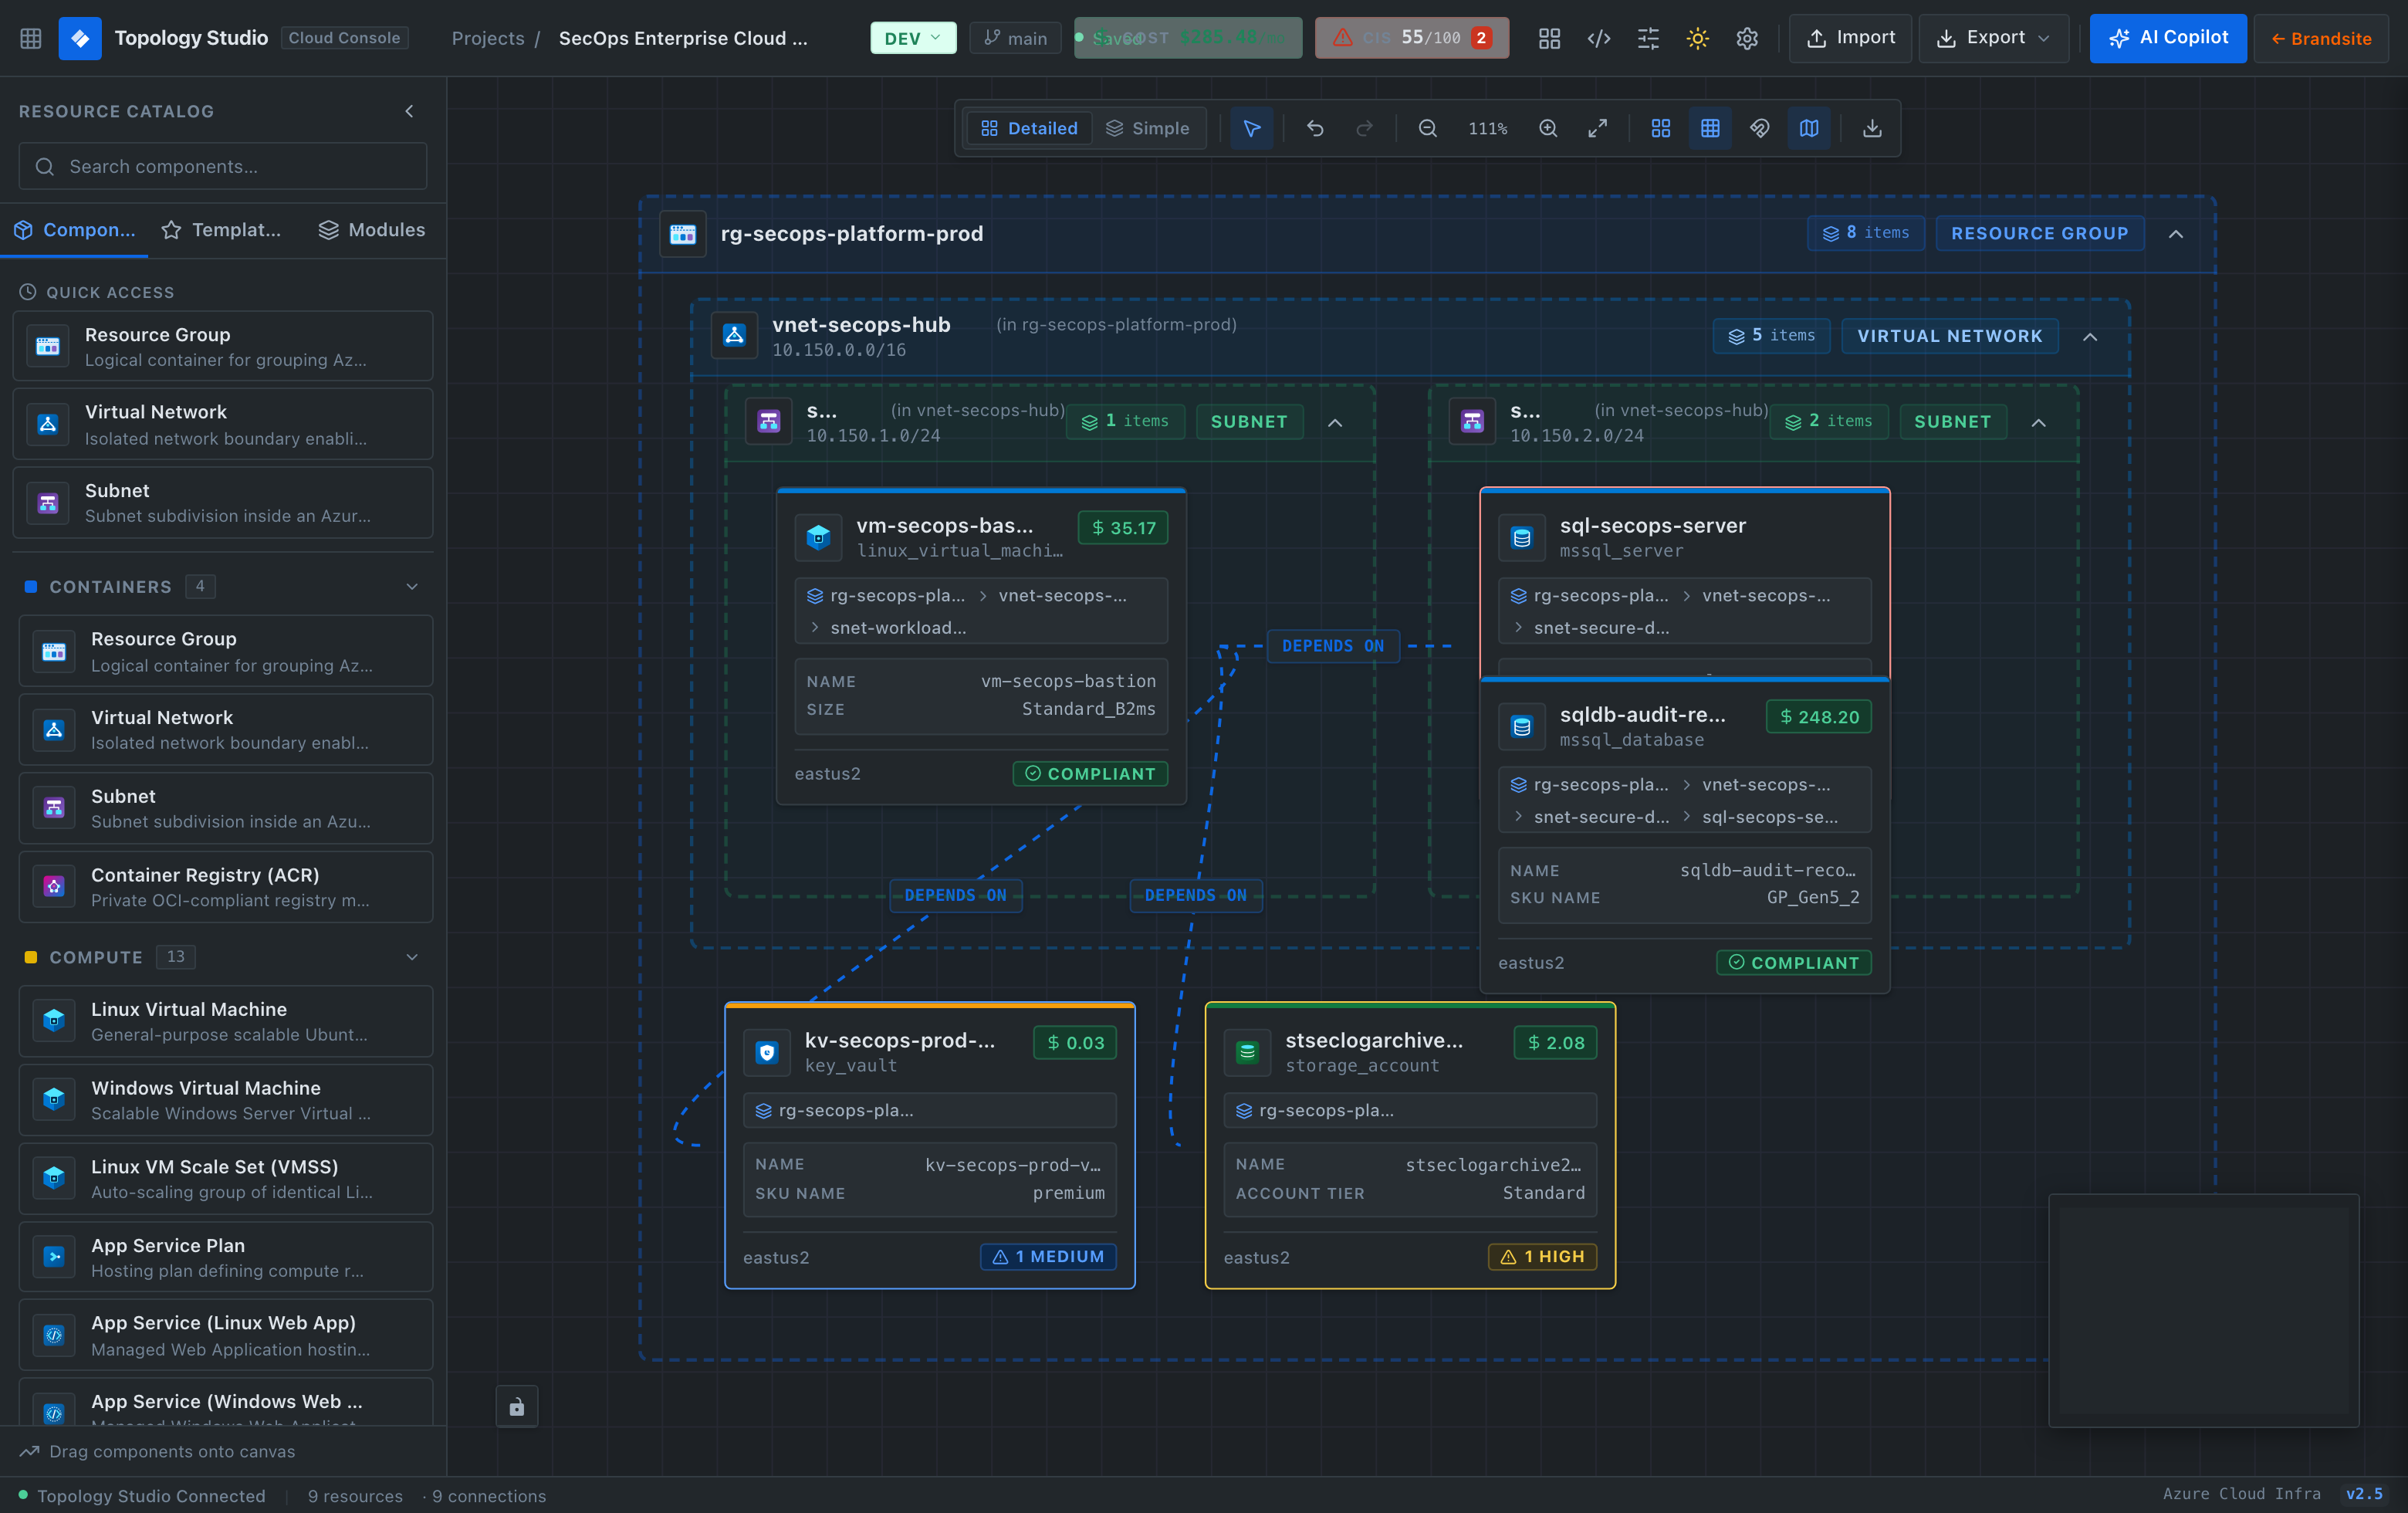 Topology Studio Cloud Console Projects / SecOps Enterprise Cloud ... DEV main Saved COST $285.48 CIS 55/100 2 Import Export AI Copilot ← Brandsite
RESOURCE CATALOG
Search components...
Compon... Templat... Modules
QUICK ACCESS
Resource Group
Logical container for grouping Az...
Virtual Network
Isolated network boundary enabli...
Subnet
Subnet subdivision inside an Azur...
CONTAINERS 4
Resource Group
Logical container for grouping Az...
Virtual Network
Isolated network boundary enabl...
Subnet
Subnet subdivision inside an Azu...
Container Registry (ACR)
Private OCI-compliant registry m...
COMPUTE 13
Linux Virtual Machine
General-purpose scalable Ubunt...
Windows Virtual Machine
Scalable Windows Server Virtual ...
Linux VM Scale Set (VMSS)
Auto-scaling group of identical Li...
App Service Plan
Hosting plan defining compute r...
App Service (Linux Web App)
Managed Web Application hostin...
App Service (Windows Web ...
Managed Windows Web Applicat...
Drag components onto canvas
Detailed Simple 111%
rg-secops-platform-prod 8 items RESOURCE GROUP
vnet-secops-hub (in rg-secops-platform-prod) 5 items VIRTUAL NETWORK
10.150.0.0/16
s... (in vnet-secops-hub) 1 items SUBNET
10.150.1.0/24
s... (in vnet-secops-hub) 2 items SUBNET
10.150.2.0/24
vm-secops-bas... $ 35.17
linux_virtual_machi...
rg-secops-pla... > vnet-secops-...
> snet-workload...
NAME vm-secops-bastion
SIZE Standard_B2ms
eastus2 COMPLIANT
sql-secops-server
mssql_server
rg-secops-pla... > vnet-secops-...
> snet-secure-d...
DEPENDS ON
sqldb-audit-re... $ 248.20
mssql_database
rg-secops-pla... > vnet-secops-...
> snet-secure-d... > sql-secops-se...
NAME sqldb-audit-reco...
SKU NAME GP_Gen5_2
eastus2 COMPLIANT
DEPENDS ON DEPENDS ON
kv-secops-prod-... $ 0.03
key_vault
rg-secops-pla...
NAME kv-secops-prod-v...
SKU NAME premium
eastus2 1 MEDIUM
stseclogarchive... $ 2.08
storage_account
rg-secops-pla...
NAME stseclogarchive2...
ACCOUNT TIER Standard
eastus2 1 HIGH
Topology Studio Connected | 9 resources · 9 connections Azure Cloud Infra v2.5